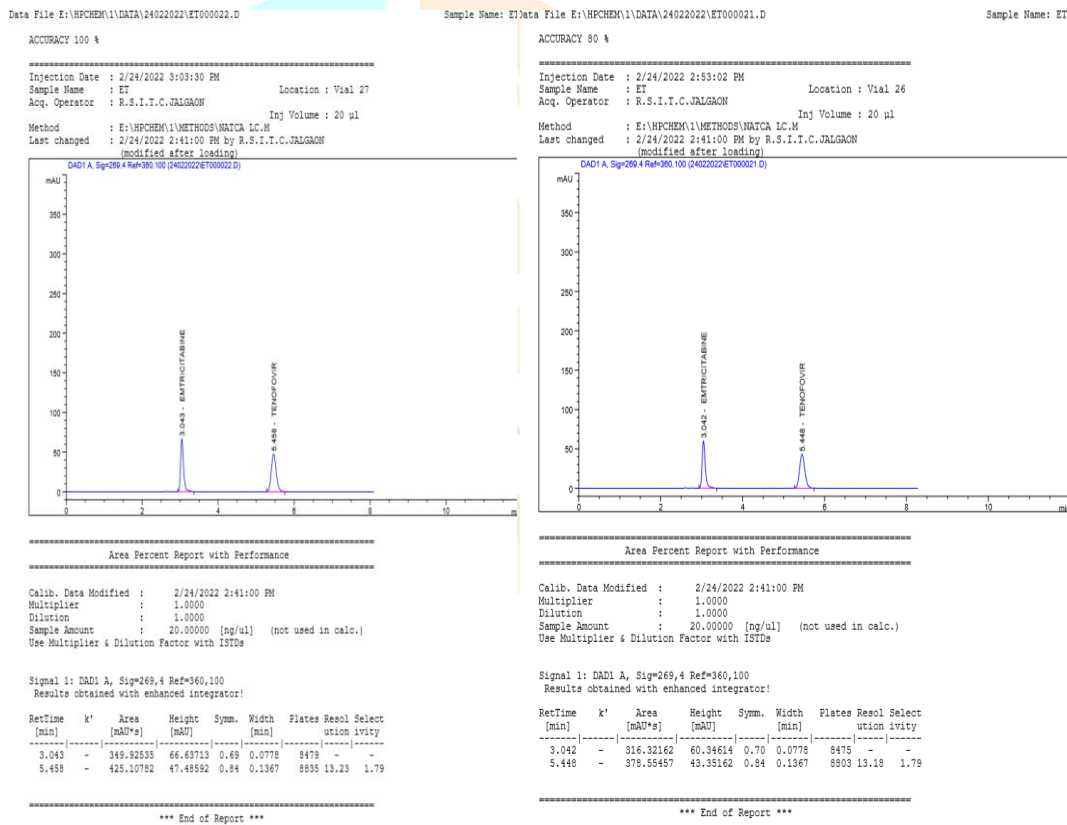 Data File E:\HPCHEM\1\DATA\24022022\ET000022.D Sample Name: ET
ACCURACY 100 %
=====================================================================
Injection Date : 2/24/2022 3:03:30 PM
Sample Name : ET Location : Vial 27
Acq. Operator : R.S.I.T.C.JALGAON
Inj Volume : 20 µl
Method : E:\HPCHEM\1\METHODS\NATCA LC.M
Last changed : 2/24/2022 2:41:00 PM by R.S.I.T.C.JALGAON
(modified after loading)
DAD1 A, Sig=269,4 Ref=360,100 (24022022\ET000022.D)
mAU
350
300
250
200
150
100
50
0
3.043 - EMTRICITABINE
5.458 - TENOFOVIR
0 2 4 6 8 10 m
=====================================================================
Area Percent Report with Performance
=====================================================================
Calib. Data Modified : 2/24/2022 2:41:00 PM
Multiplier : 1.0000
Dilution : 1.0000
Sample Amount : 20.00000 [ng/ul] (not used in calc.)
Use Multiplier & Dilution Factor with ISTDs
Signal 1: DAD1 A, Sig=269,4 Ref=360,100
Results obtained with enhanced integrator!
RetTime k' Area Height Symm. Width Plates Resol Select
[min] [mAU*s] [mAU] [min] ution ivity
-------|------|----------|----------|-----|-------|-------|-----|------
3.043 - 349.92535 66.63713 0.69 0.0778 8479 - -
5.458 - 425.10782 47.48592 0.84 0.1367 8835 13.23 1.79
=====================================================================
*** End of Report ***
Data File E:\HPCHEM\1\DATA\24022022\ET000021.D Sample Name: ET
ACCURACY 80 %
=====================================================================
Injection Date : 2/24/2022 2:53:02 PM
Sample Name : ET Location : Vial 26
Acq. Operator : R.S.I.T.C.JALGAON
Inj Volume : 20 µl
Method : E:\HPCHEM\1\METHODS\NATCA LC.M
Last changed : 2/24/2022 2:41:00 PM by R.S.I.T.C.JALGAON
(modified after loading)
DAD1 A, Sig=269,4 Ref=360,100 (24022022\ET000021.D)
mAU
350
300
250
200
150
100
50
0
3.042 - EMTRICITABINE
5.448 - TENOFOVIR
0 2 4 6 8 10 mi
=====================================================================
Area Percent Report with Performance
=====================================================================
Calib. Data Modified : 2/24/2022 2:41:00 PM
Multiplier : 1.0000
Dilution : 1.0000
Sample Amount : 20.00000 [ng/ul] (not used in calc.)
Use Multiplier & Dilution Factor with ISTDs
Signal 1: DAD1 A, Sig=269,4 Ref=360,100
Results obtained with enhanced integrator!
RetTime k' Area Height Symm. Width Plates Resol Select
[min] [mAU*s] [mAU] [min] ution ivity
-------|------|----------|----------|-----|-------|-------|-----|------
3.042 - 316.32162 60.34614 0.70 0.0778 8475 - -
5.448 - 378.55457 43.35162 0.84 0.1367 8803 13.18 1.79
=====================================================================
*** End of Report ***